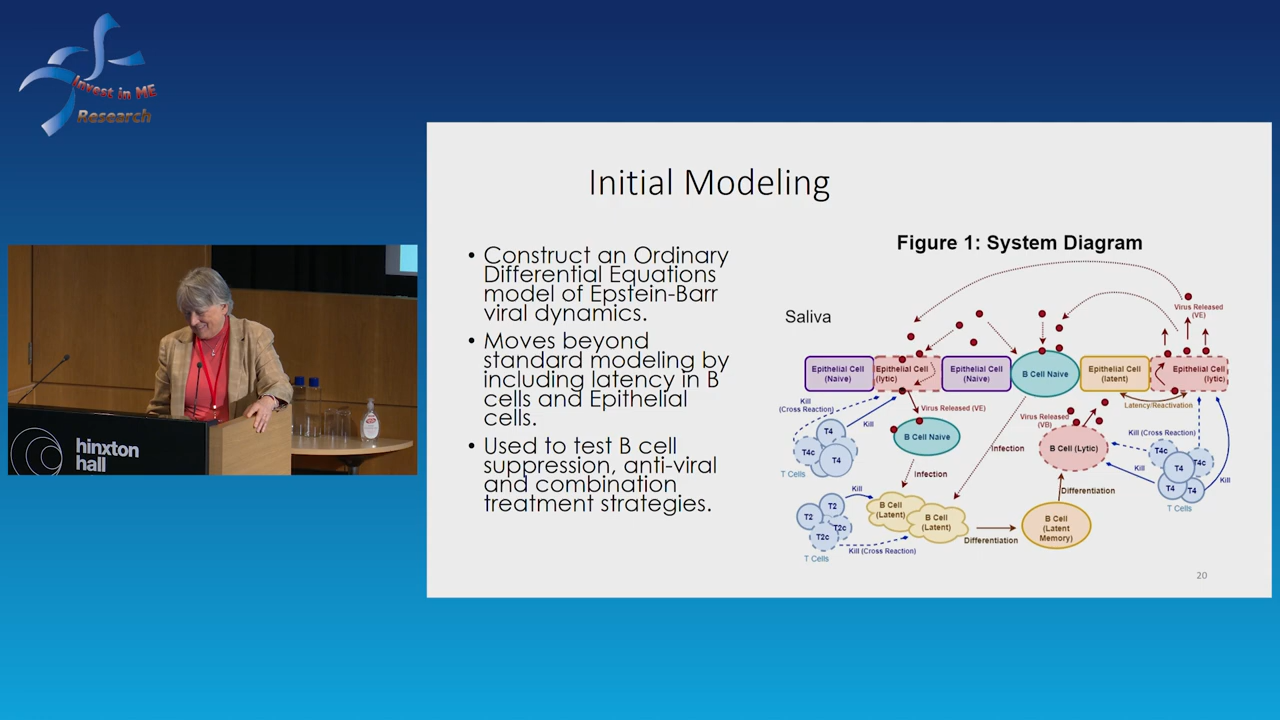 Invest in ME
Research
Initial Modeling
• Construct an Ordinary
Differential Equations
model of Epstein-Barr
viral dynamics.
• Moves beyond
standard modeling by
including latency in B
cells and Epithelial
cells.
• Used to test B cell
suppression, anti-viral
and combination
treatment strategies.
Figure 1: System Diagram
Saliva
Virus Released
(VE)
Epithelial Cell
(Naive)
Epithelial Cell
(lytic)
Epithelial Cell
(Naive)
B Cell Naive
Epithelial Cell
(latent)
Epithelial Cell
(lytic)
Kill
(Cross Reaction)
Kill
Virus Released (VE)
Latency/Reactivation
Virus Released
(VB)
T4
T4c
T4
T Cells
B Cell Naive
Infection
Infection
B Cell (Lytic)
Kill (Cross Reaction)
Kill
T4c
T4c
T4
T4
T4
T Cells
Kill
Differentiation
Kill
T2
T2
T2c
T2c
T Cells
Kill (Cross Reaction)
B Cell
(Latent)
B Cell
(Latent)
Differentiation
B Cell
(Latent
Memory)
20
hinxton
hall